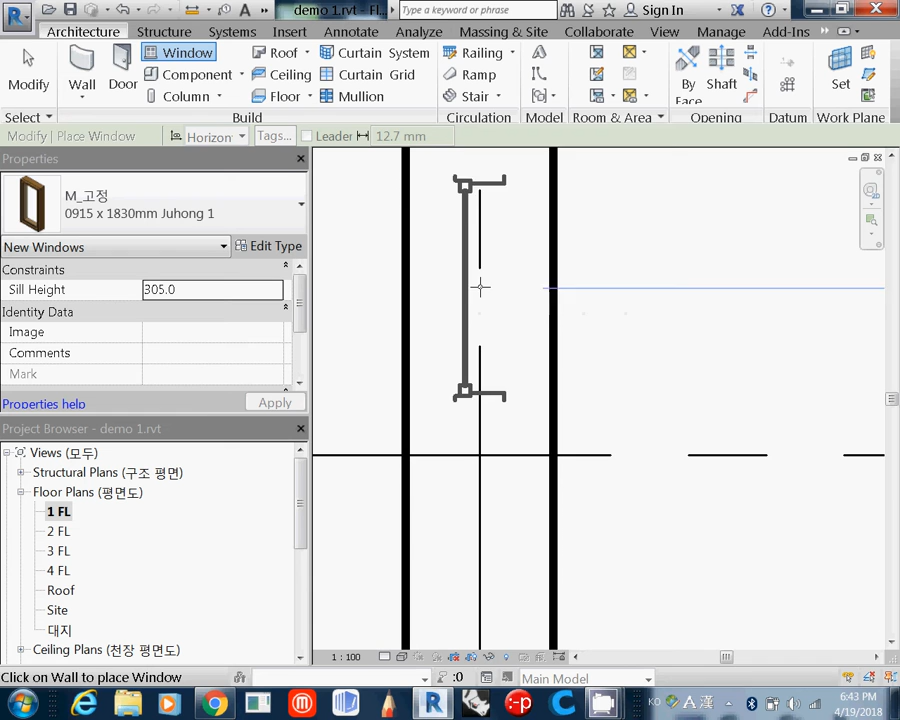 demo 1.rvt - Fl...
Type a keyword or phrase
Sign In
Architecture Structure Systems Insert Annotate Analyze Massing & Site Collaborate View Manage Add-Ins
Modify
Wall
Door
Window
Component
Column
Roof
Ceiling
Floor
Curtain System
Curtain Grid
Mullion
Railing
Ramp
Stair
By
Face
Shaft
Set
Select Build Circulation Model Room & Area Opening Datum Work Plane
Modify | Place Window
Horizon
Tags...
Leader
12.7 mm
Properties
M_고정
0915 x 1830mm Juhong 1
New Windows
Edit Type
Constraints
Sill Height 305.0
Identity Data
Image
Comments
Mark
Properties help
Apply
Project Browser - demo 1.rvt
Views (모두)
Structural Plans (구조 평면)
Floor Plans (평면도)
1 FL
2 FL
3 FL
4 FL
Roof
Site
대지
Ceiling Plans (천장 평면도)
1 : 100
Click on Wall to place Window
:0
Main Model
KO
A 漢
6:43 PM
4/19/2018